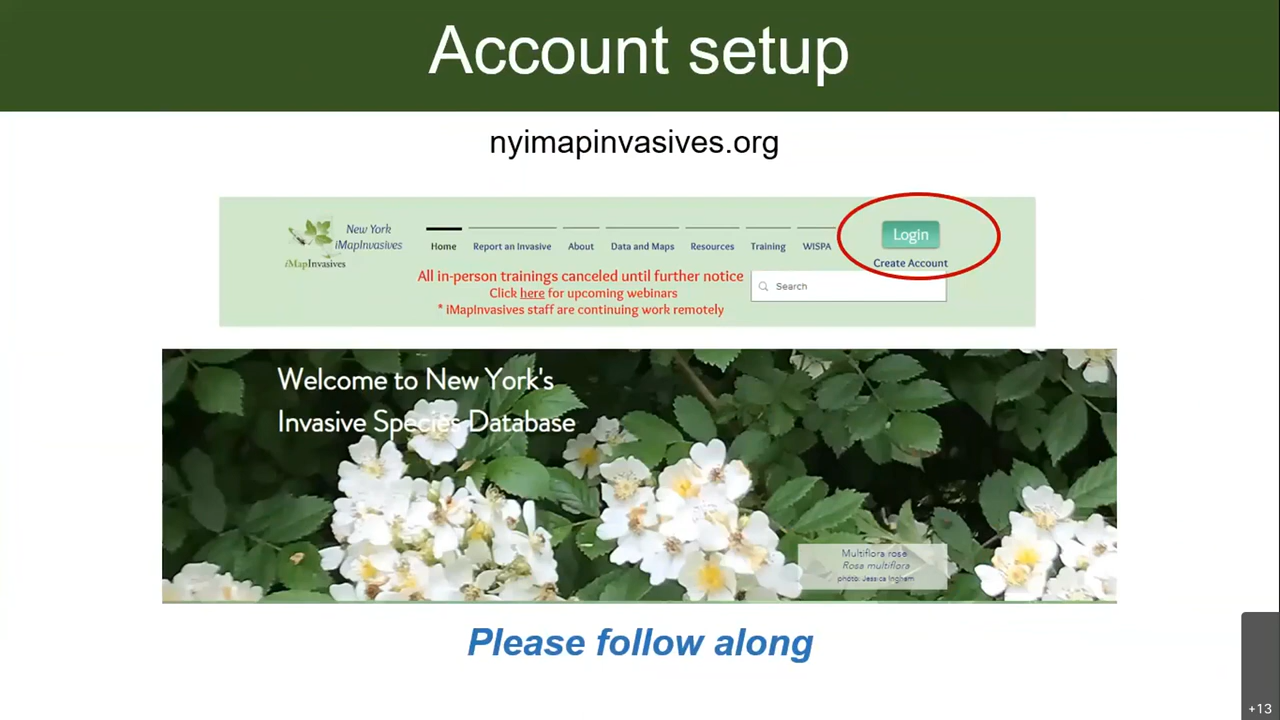 Account setup
nyimapinvasives.org
New York
iMapInvasives
iMapInvasives
Home Report an Invasive About Data and Maps Resources Training WISPA
Login
Create Account
All in-person trainings canceled until further notice
Click here for upcoming webinars
* iMapInvasives staff are continuing work remotely
Search
Welcome to New York's
Invasive Species Database
Multiflora rose
Rosa multiflora
photo: Jessica Ingham
Please follow along
+13